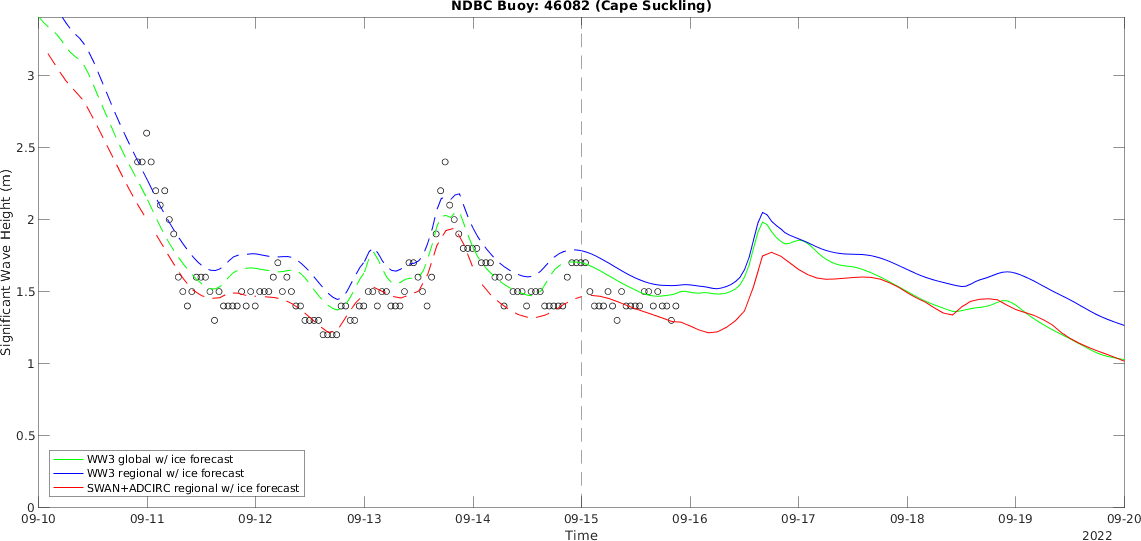 NDBC Buoy: 46082 (Cape Suckling)
Significant Wave Height (m)
3
2.5
2
1.5
1
0.5
0
WW3 global w/ ice forecast
WW3 regional w/ ice forecast
SWAN+ADCIRC regional w/ ice forecast
09-10 09-11 09-12 09-13 09-14 09-15 09-16 09-17 09-18 09-19 09-20
Time
2022